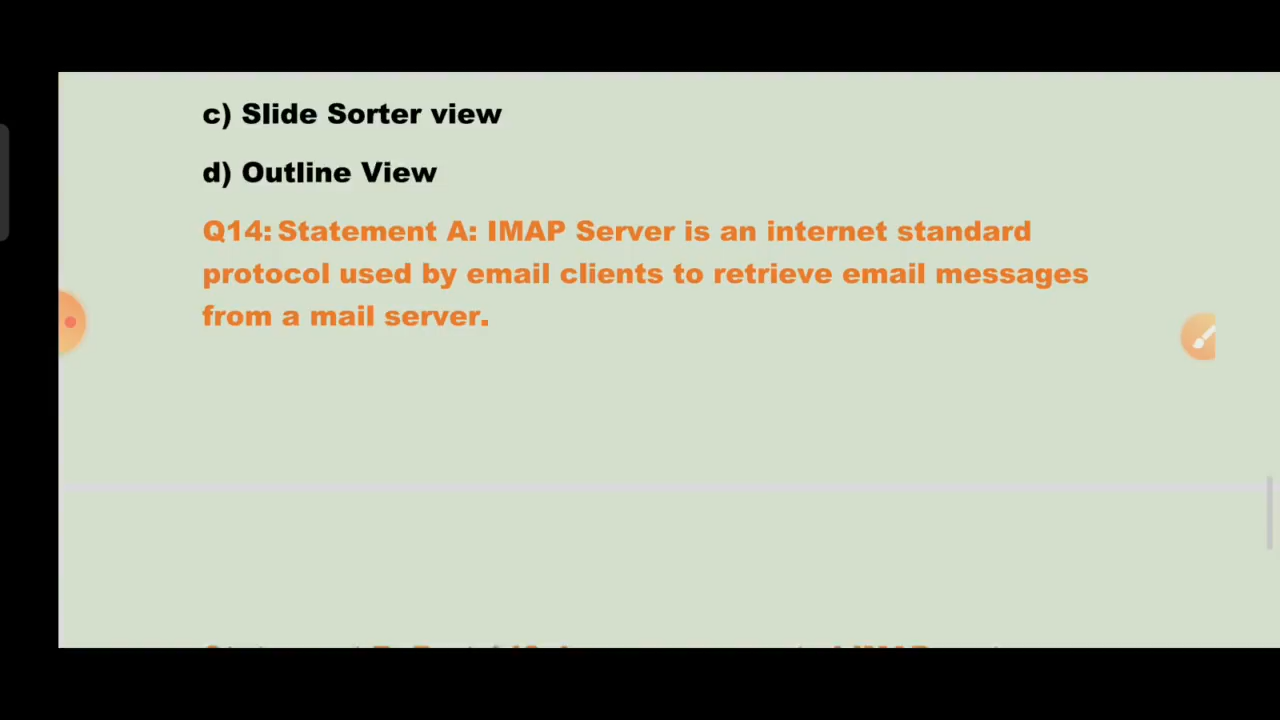 c) Slide Sorter view
d) Outline View
Q14: Statement A: IMAP Server is an internet standard
protocol used by email clients to retrieve email messages
from a mail server.